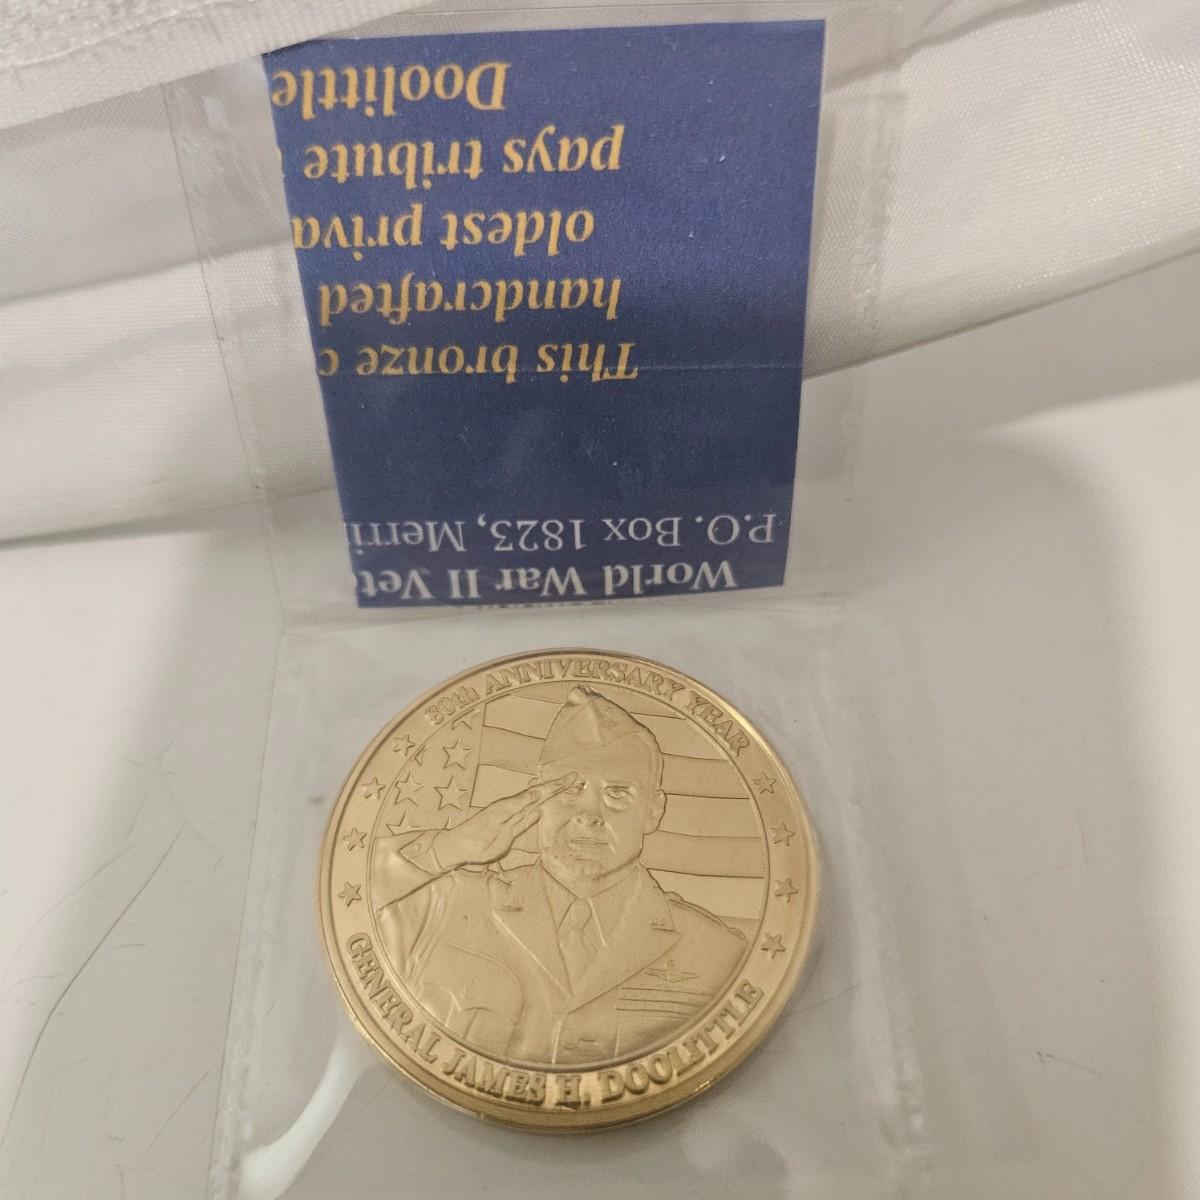 World War II Vet
P.O. Box 1823, Merri
This bronze c
handcrafted
oldest priva
pays tribute
Doolittle
80th ANNIVERSARY YEAR
GENERAL JAMES H. DOOLITTLE